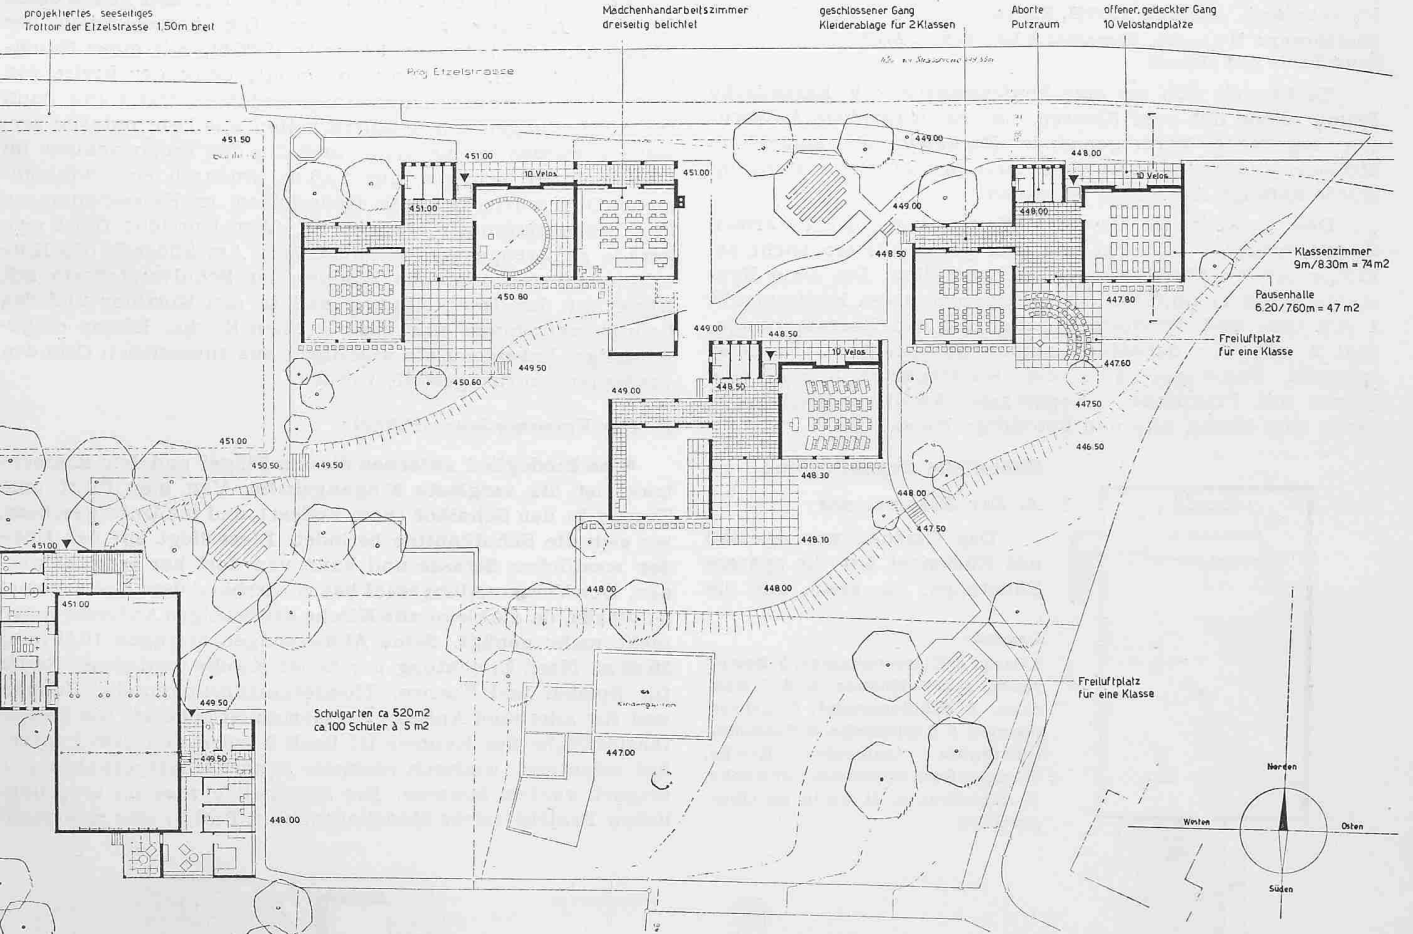 projektiertes, seeseitiges
Trottoir der Etzelstrasse 1.50m breit
Mädchenhandarbeitszimmer
dreiseitig belichtet
geschlossener Gang
Kleiderablage für 2 Klassen
Aborte
Putzraum
offener, gedeckter Gang
10 Velostandplätze
Proj. Etzelstrasse
451.50
451.00
10 Velos
451.00
451.00
449.00
448.00
10 Velos
449.00
448.00
448.50
450.80
447.80
Klassenzimmer
9m/8.30m = 74m2
Pausenhalle
6.20/760m = 47 m2
Freiluftplatz
für eine Klasse
449.00
448.50
10 Velos
1
1
447.60
449.50
450.60
449.00
448.50
447.50
446.50
451.00
450.50
449.50
448.30
448.00
447.50
448.10
451.00
451.00
448.00
448.00
449.50
449.50
Schulgarten ca 520m2
ca.100 Schüler à 5 m2
Kindergarten
447.00
Freiluftplatz
für eine Klasse
448.00
Norden
Westen
Osten
Süden